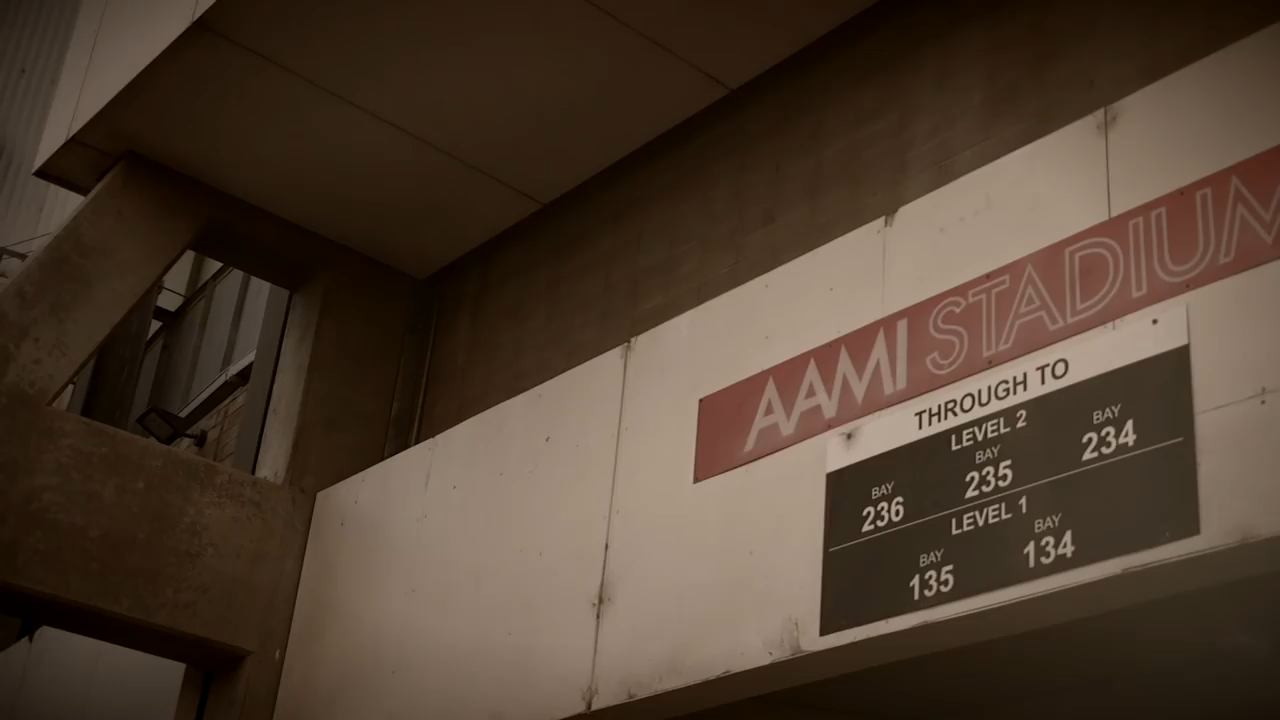 AAMI STADIUM
THROUGH TO
LEVEL 2
BAY 236 BAY 235 BAY 234
LEVEL 1
BAY 135 BAY 134